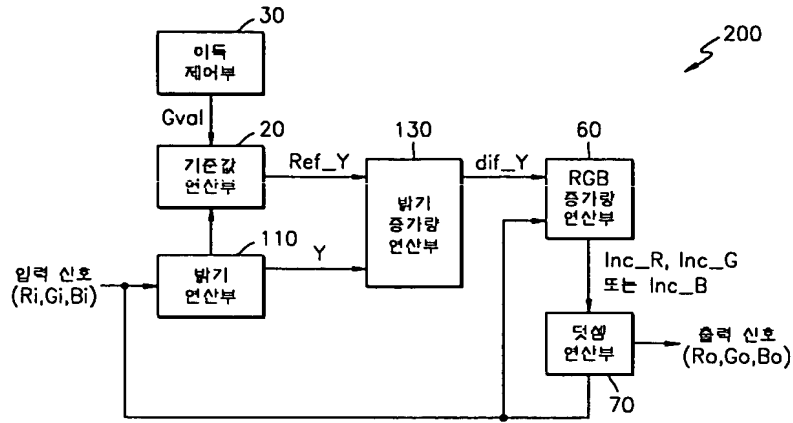 30
이득
제어부
200
Gval
20
기준값
연산부
Ref_Y
130
밝기
증가량
연산부
dif_Y
60
RGB
증가량
연산부
110
밝기
연산부
Y
입력 신호
(Ri,Gi,Bi)
Inc_R, Inc_G
또는 Inc_B
덧셈
연산부
70
출력 신호
(Ro,Go,Bo)